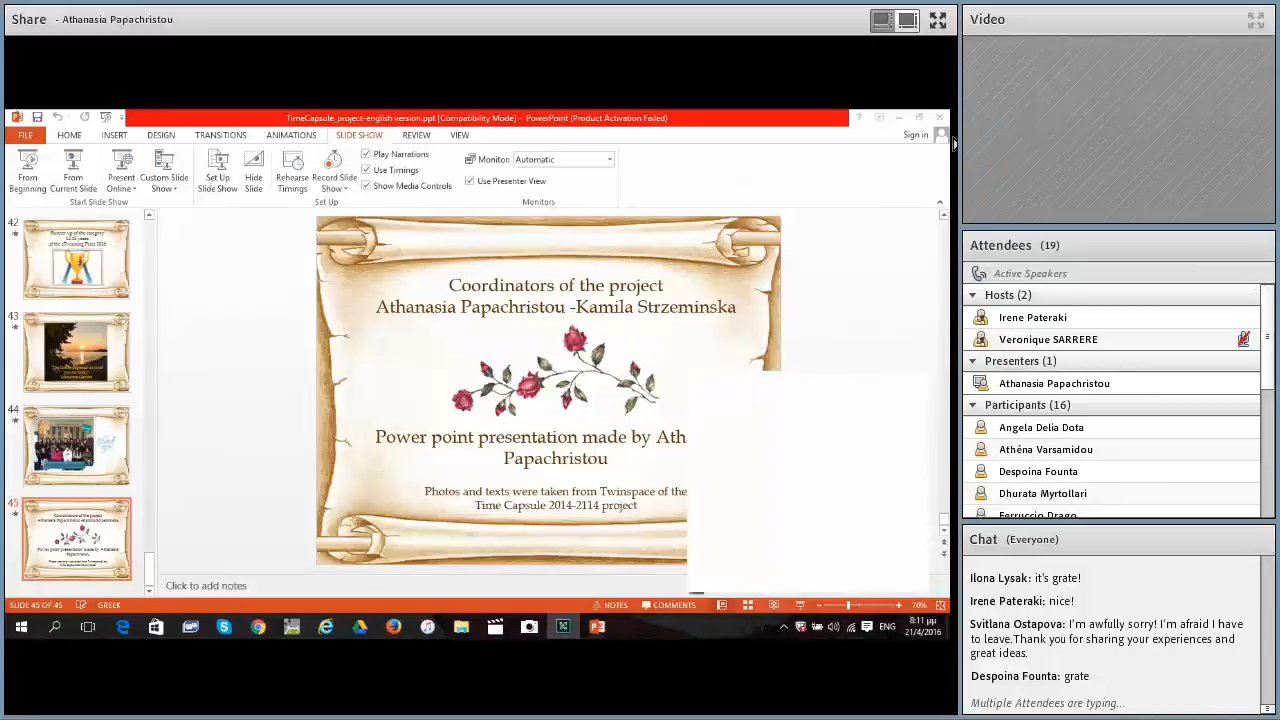 Share - Athanasia Papachristou
TimeCapsule_project-english version.ppt [Compatibility Mode] - PowerPoint (Product Activation Failed)
FILE HOME INSERT DESIGN TRANSITIONS ANIMATIONS SLIDE SHOW REVIEW VIEW
Sign in
From Beginning
From Current Slide
Present Online
Custom Slide Show
Set Up Slide Show
Hide Slide
Rehearse Timings
Record Slide Show
Play Narrations
Use Timings
Show Media Controls
Monitor: Automatic
Use Presenter View
Start Slide Show
Set Up
Monitors
42
43
44
45
Coordinators of the project
Athanasia Papachristou -Kamila Strzeminska
Power point presentation made by Ath
Papachristou
Photos and texts were taken from Twinspace of the
Time Capsule 2014-2114 project
Click to add notes
SLIDE 45 OF 45 GREEK NOTES COMMENTS 70%
ENG
8:11 μμ
21/4/2016
Video
Attendees (19)
Active Speakers
Hosts (2)
Irene Pateraki
Veronique SARRERE
Presenters (1)
Athanasia Papachristou
Participants (16)
Angela Delia Dota
Athéna Varsamidou
Despoina Founta
Dhurata Myrtollari
Ferruccio Drago
Chat (Everyone)
Ilona Lysak: it's grate!
Irene Pateraki: nice!
Svitlana Ostapova: I'm awfully sorry! I'm afraid I have
to leave.Thank you for sharing your experiences and
great ideas.
Despoina Founta: grate
Multiple Attendees are typing...